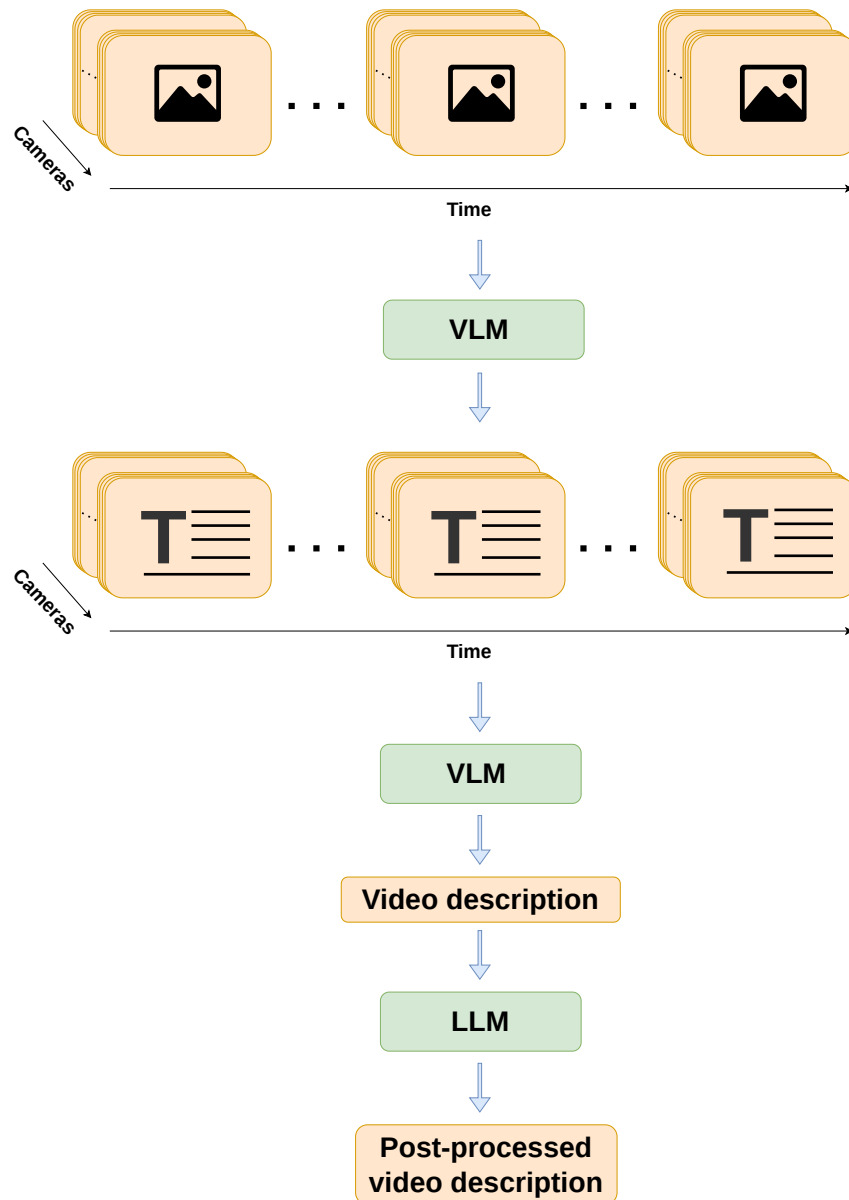 Cameras
Time
VLM
T
T
T
Cameras
Time
VLM
Video description
LLM
Post-processed
video description